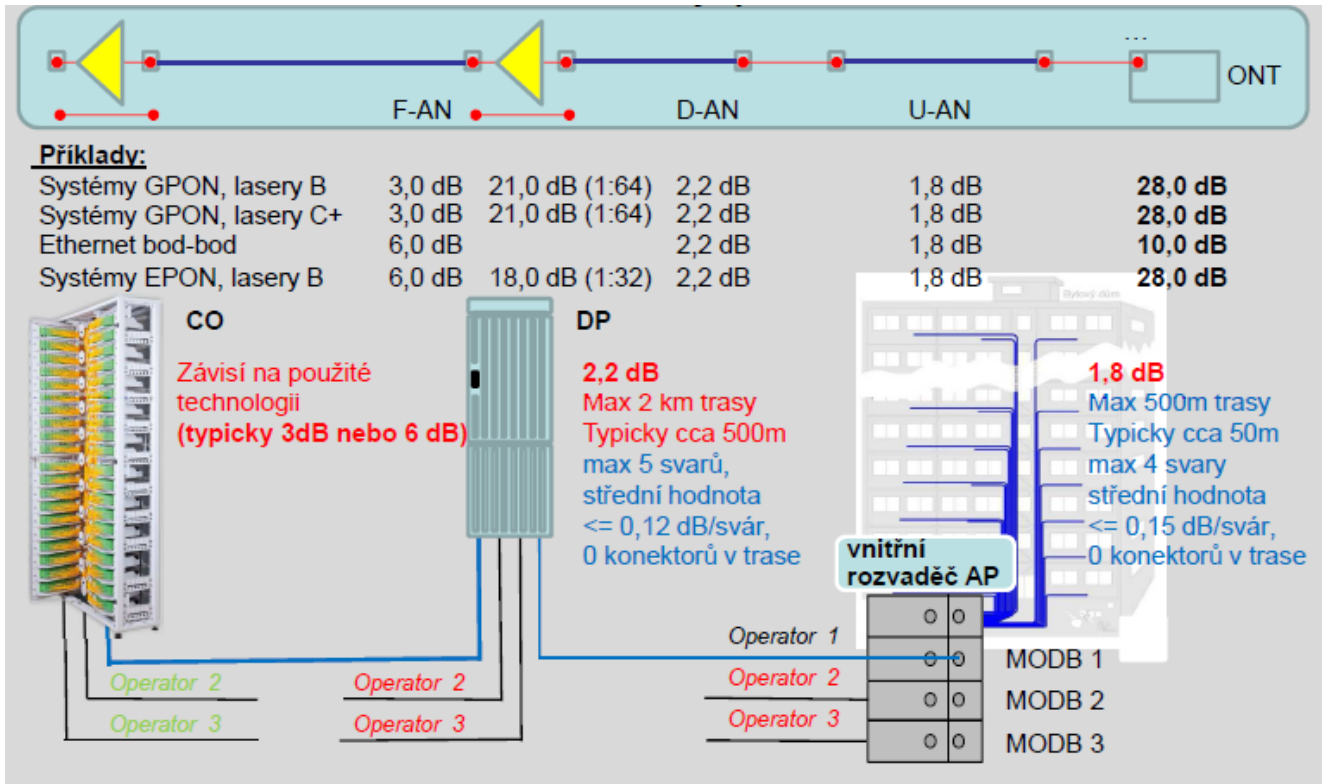 ...
ONT
F-AN
D-AN
U-AN
Příklady:
Systémy GPON, lasery B 3,0 dB 21,0 dB (1:64) 2,2 dB 1,8 dB 28,0 dB
Systémy GPON, lasery C+ 3,0 dB 21,0 dB (1:64) 2,2 dB 1,8 dB 28,0 dB
Ethernet bod-bod 6,0 dB 2,2 dB 1,8 dB 10,0 dB
Systémy EPON, lasery B 6,0 dB 18,0 dB (1:32) 2,2 dB 1,8 dB 28,0 dB
Bytový dům
CO
Závisí na použité
technologii
(typicky 3dB nebo 6 dB)
DP
2,2 dB
Max 2 km trasy
Typicky cca 500m
max 5 svarů,
střední hodnota
<= 0,12 dB/svár,
0 konektorů v trase
1,8 dB
Max 500m trasy
Typicky cca 50m
max 4 svary
střední hodnota
<= 0,15 dB/svár,
0 konektorů v trase
vnitřní
rozvaděč AP
Operator 1
Operator 2
Operator 3
Operator 2
Operator 3
Operator 2
Operator 3
MODB 1
MODB 2
MODB 3